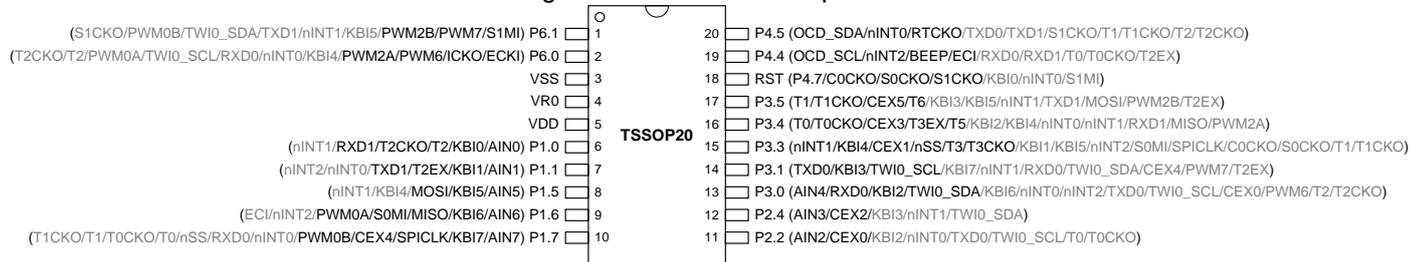 (S1CKO/PWM0B/TWI0_SDA/TXD1/nINT1/KBI5/PWM2B/PWM7/S1MI) P6.1 1 20 P4.5 (OCD_SDA/nINT0/RTCKO/TXD0/TXD1/S1CKO/T1/T1CKO/T2/T2CKO)
(T2CKO/T2/PWM0A/TWI0_SCL/RXD0/nINT0/KBI4/PWM2A/PWM6/ICKO/ECKI) P6.0 2 19 P4.4 (OCD_SCL/nINT2/BEEP/ECI/RXD0/RXD1/T0/T0CKO/T2EX)
VSS 3 18 RST (P4.7/C0CKO/S0CKO/S1CKO/KBI0/nINT0/S1MI)
VR0 4 17 P3.5 (T1/T1CKO/CEX5/T6/KBI3/KBI5/nINT1/TXD1/MOSI/PWM2B/T2EX)
VDD 5 TSSOP20 16 P3.4 (T0/T0CKO/CEX3/T3EX/T5/KBI2/KBI4/nINT0/nINT1/RXD1/MISO/PWM2A)
(nINT1/RXD1/T2CKO/T2/KBI0/AIN0) P1.0 6 15 P3.3 (nINT1/KBI4/CEX1/nSS/T3/T3CKO/KBI1/KBI5/nINT2/S0MI/SPICLK/C0CKO/S0CKO/T1/T1CKO)
(nINT2/nINT0/TXD1/T2EX/KBI1/AIN1) P1.1 7 14 P3.1 (TXD0/KBI3/TWI0_SCL/KBI7/nINT1/RXD0/TWI0_SDA/CEX4/PWM7/T2EX)
(nINT1/KBI4/MOSI/KBI5/AIN5) P1.5 8 13 P3.0 (AIN4/RXD0/KBI2/TWI0_SDA/KBI6/nINT0/nINT2/TXD0/TWI0_SCL/CEX0/PWM6/T2/T2CKO)
(ECI/nINT2/PWM0A/S0MI/MISO/KBI6/AIN6) P1.6 9 12 P2.4 (AIN3/CEX2/KBI3/nINT1/TWI0_SDA)
(T1CKO/T1/T0CKO/T0/nSS/RXD0/nINT0/PWM0B/CEX4/SPICLK/KBI7/AIN7) P1.7 10 11 P2.2 (AIN2/CEX0/KBI2/nINT0/TXD0/TWI0_SCL/T0/T0CKO)